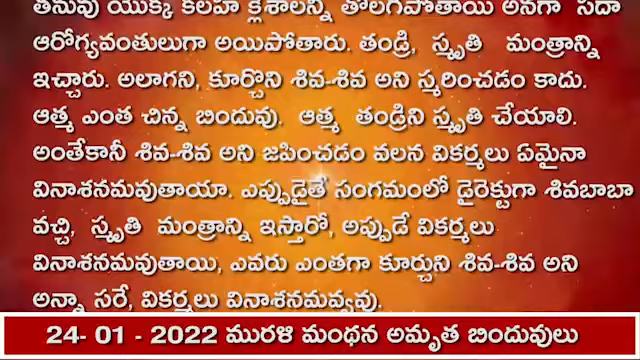 తనువు యొక్క కలహ క్లేశాలన్నీ తొలగిపోతాయి అనగా సదా
ఆరోగ్యవంతులుగా అయిపోతారు. తండ్రి, స్మృతి మంత్రాన్ని
ఇచ్చారు. అలాగని, కూర్చొని శివ-శివ అని స్మరించడం కాదు.
ఆత్మ ఎంత చిన్న బిందువు. ఆత్మ తండ్రిని స్మృతి చేయాలి.
అంతేకానీ శివ-శివ అని జపించడం వలన వికర్మలు ఏమైనా
వినాశనమవుతాయా. ఎప్పుడైతే సంగమంలో డైరెక్టుగా శివబాబా
వచ్చి, స్మృతి మంత్రాన్ని ఇస్తారో, అప్పుడే వికర్మలు
వినాశనమవుతాయి, ఎవరు ఎంతగా కూర్చుని శివ-శివ అని
అన్నా సరే, వికర్మలు వినాశనమవ్వవు.
24- 01 - 2022 మురళి మంథన అమృత బిందువులు